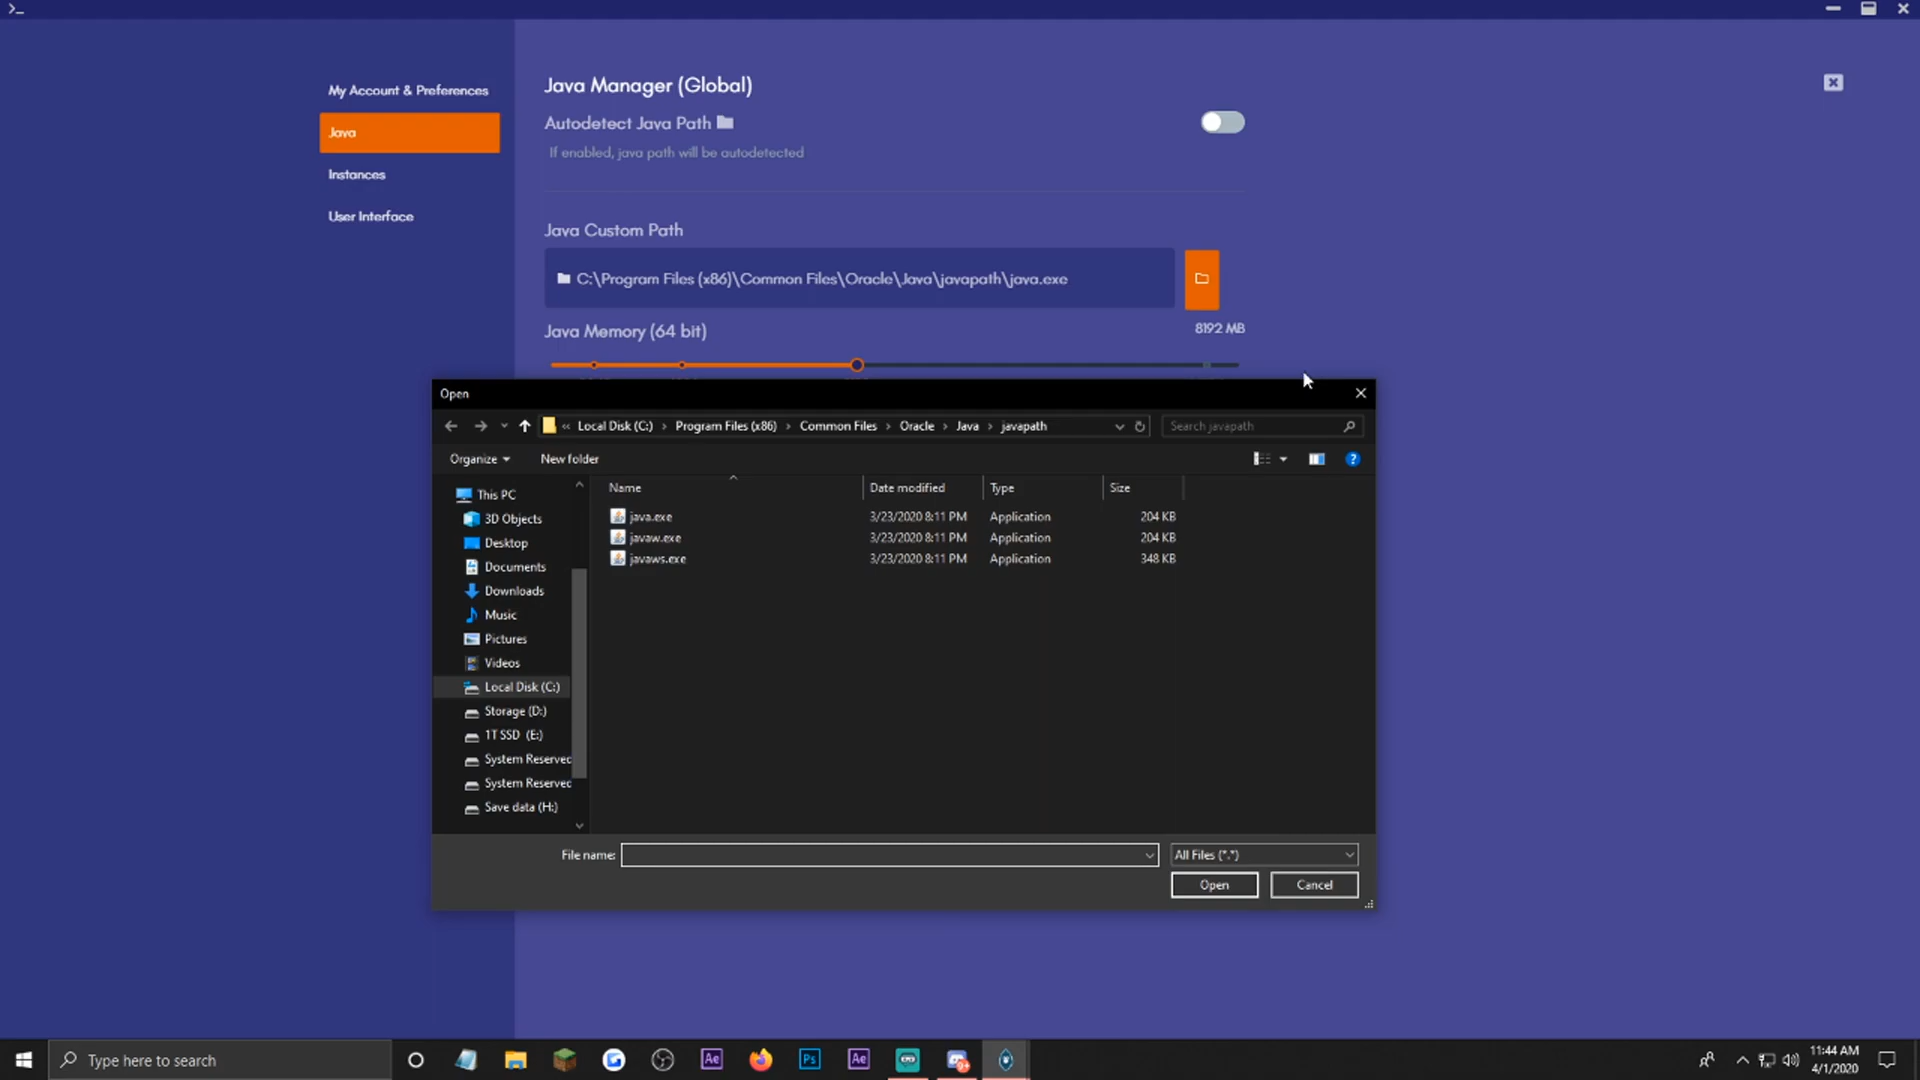 My Account & Preferences
Java
Instances
User Interface
Java Manager (Global)
Autodetect Java Path
If enabled, java path will be autodetected
Java Custom Path
C:\Program Files (x86)\Common Files\Oracle\Java\javapath\java.exe
Java Memory (64 bit)
8192 MB
Open
« Local Disk (C:) › Program Files (x86) › Common Files › Oracle › Java › javapath
Search javapath
Organize
New folder
Name
Date modified
Type
Size
java.exe 3/23/2020 8:11 PM Application 204 KB
javaw.exe 3/23/2020 8:11 PM Application 204 KB
javaws.exe 3/23/2020 8:11 PM Application 348 KB
This PC
3D Objects
Desktop
Documents
Downloads
Music
Pictures
Videos
Local Disk (C:)
Storage (D:)
1T SSD (E:)
System Reserved
System Reserved
Save data (H:)
File name:
All Files (*.*)
Open
Cancel
Type here to search
Ae
Ps
Ae
9+
11:44 AM
4/1/2020